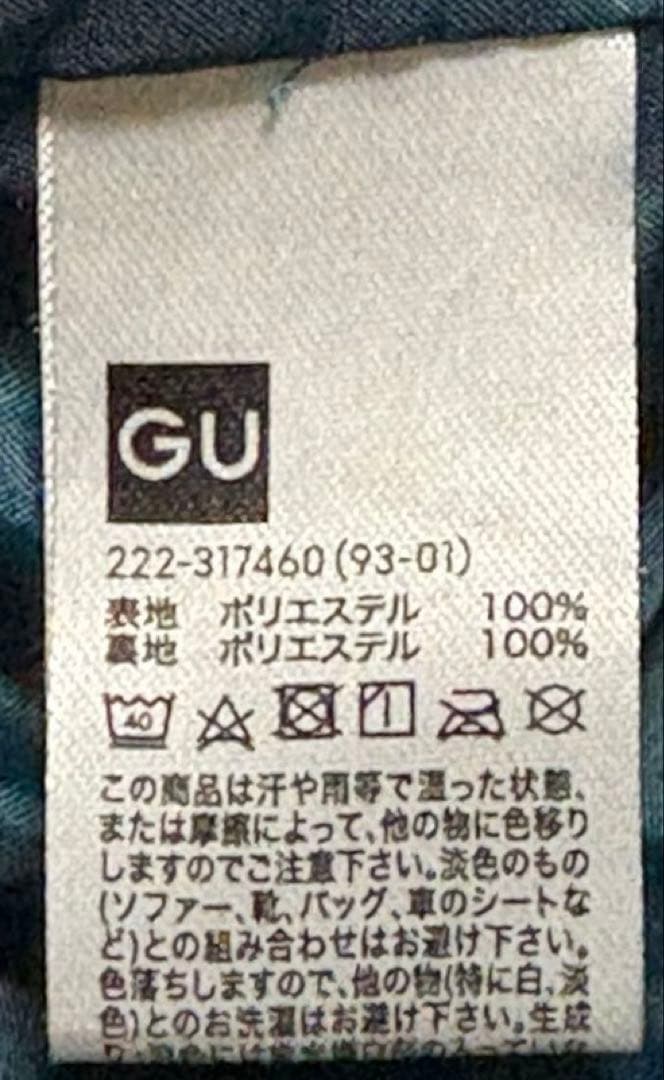 GU
222-317460(93-01)
表地 ポリエステル 100%
裏地 ポリエステル 100%
40
この商品は汗や雨等で湿った状態、
または摩擦によって、他の物に色移り
しますのでご注意下さい。淡色のもの
(ソファー、靴、バッグ、車のシートな
ど)との組み合わせはお避け下さい。
色落ちしますので、他の物(特に白、淡
色)とのお洗濯はお避け下さい。生成